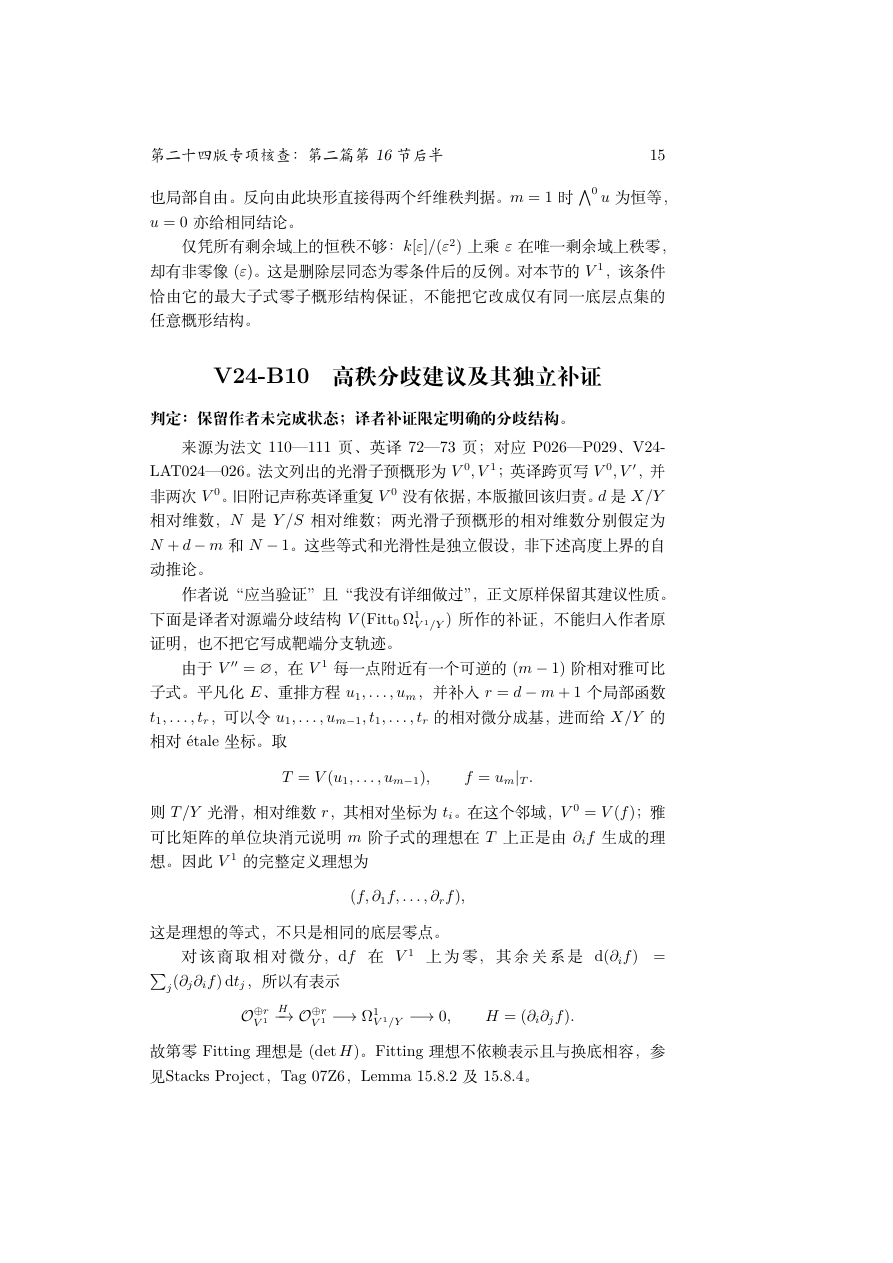 第二十四版专项核查：第二篇第 16 节后半 15
也局部自由。反向由此块形直接得两个纤维秩判据。m = 1 时 ⋀⁰ u 为恒等，
u = 0 亦给相同结论。
仅凭所有剩余域上的恒秩不够：k[ε]/(ε²) 上乘 ε 在唯一剩余域上秩零，
却有非零像 (ε)。这是删除层同态为零条件后的反例。对本节的 V¹，该条件
恰由它的最大子式零子概形结构保证，不能把它改成仅有同一底层点集的
任意概形结构。
V24-B10 高秩分歧建议及其独立补证
判定：保留作者未完成状态；译者补证限定明确的分歧结构。
来源为法文 110—111 页、英译 72—73 页；对应 P026—P029、V24-
LAT024—026。法文列出的光滑子预概形为 V⁰, V¹；英译跨页写 V⁰, V′，并
非两次 V⁰。旧附记声称英译重复 V⁰ 没有依据，本版撤回该归责。d 是 X/Y
相对维数，N 是 Y/S 相对维数；两光滑子预概形的相对维数分别假定为
N + d − m 和 N − 1。这些等式和光滑性是独立假设，非下述高度上界的自
动推论。
作者说“应当验证”且“我没有详细做过”，正文原样保留其建议性质。
下面是译者对源端分歧结构 V(Fitt₀ Ω¹_{V¹/Y}) 所作的补证，不能归入作者原
证明，也不把它写成靶端分支轨迹。
由于 V″ = ∅，在 V¹ 每一点附近有一个可逆的 (m − 1) 阶相对雅可比
子式。平凡化 E、重排方程 u₁, . . . , uₘ，并补入 r = d − m + 1 个局部函数
t₁, . . . , tᵣ，可以令 u₁, . . . , uₘ₋₁, t₁, . . . , tᵣ 的相对微分成基，进而给 X/Y 的
相对 étale 坐标。取
T = V(u₁, . . . , uₘ₋₁), f = uₘ|_T.
则 T/Y 光滑，相对维数 r，其相对坐标为 tᵢ。在这个邻域，V⁰ = V(f)；雅
可比矩阵的单位块消元说明 m 阶子式的理想在 T 上正是由 ∂ᵢf 生成的理
想。因此 V¹ 的完整定义理想为
(f, ∂₁f, . . . , ∂ᵣf),
这是理想的等式，不只是相同的底层零点。
对该商取相对微分，df 在 V¹ 上为零，其余关系是 d(∂ᵢf) =
∑ⱼ(∂ⱼ∂ᵢf) dtⱼ，所以有表示
𝒪_{V¹}^{⊕r} —H→ 𝒪_{V¹}^{⊕r} ⟶ Ω¹_{V¹/Y} ⟶ 0, H = (∂ᵢ∂ⱼf).
故第零 Fitting 理想是 (det H)。Fitting 理想不依赖表示且与换底相容，参
见Stacks Project，Tag 07Z6，Lemma 15.8.2 及 15.8.4。